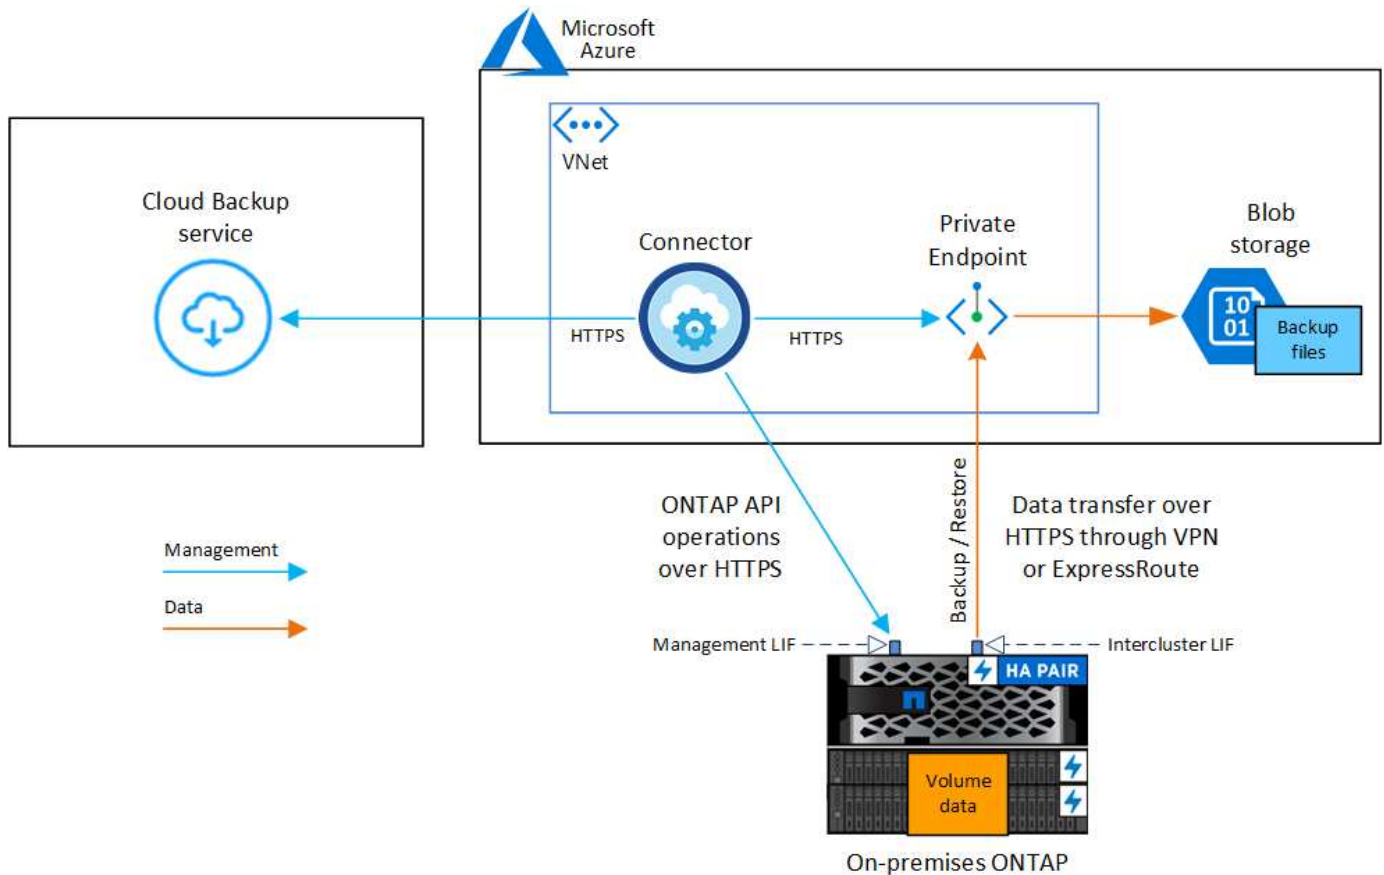 Microsoft
Azure
VNet
Cloud Backup
service
Connector
Private
Endpoint
Blob
storage
HTTPS
HTTPS
10
01
Backup
files
ONTAP API
operations
over HTTPS
Backup / Restore
Data transfer over
HTTPS through VPN
or ExpressRoute
Management
Data
Management LIF
Intercluster LIF
HA PAIR
Volume
data
On-premises ONTAP